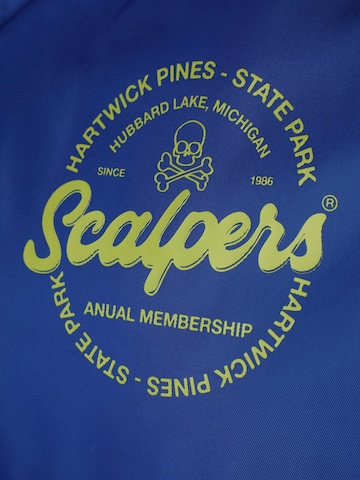 HARTWICK PINES - STATE PARK
HUBBARD LAKE, MICHIGAN
SINCE
1986
Scalpers®
ANUAL MEMBERSHIP
HARTWICK PINES - STATE PARK